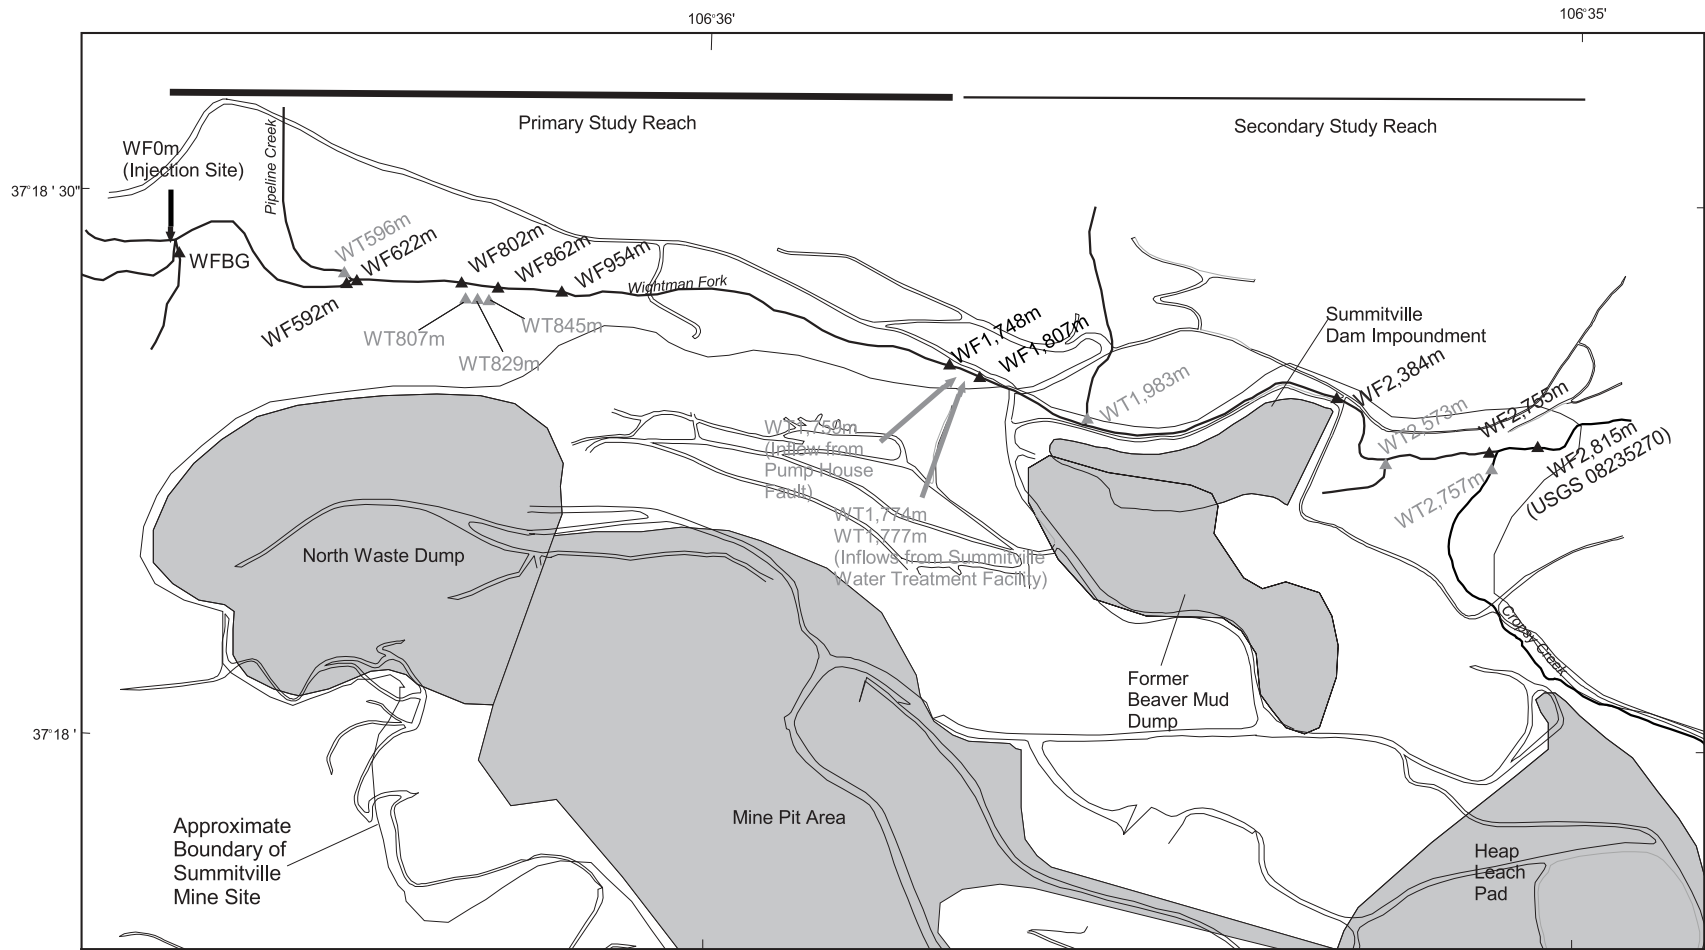 106°36'
106°35'
Primary Study Reach
Secondary Study Reach
WF0m
(Injection Site)
Pipeline Creek
37°18 ' 30"
WT596m
WF622m
WF802m
WF862m
WF954m
WFBG
WF592m
Wightman Fork
WT807m
WT845m
WT829m
WF1,748m
WF1,807m
Summitville
Dam Impoundment
WT1,983m
WF2,384m
WT2,573m
WF2,755m
WF2,815m
(USGS 08235270)
WT2,757m
WT1,759m
(Inflow from
Pump House
Fault)
WT1,774m
WT1,777m
(Inflows from Summitville
Water Treatment Facility)
North Waste Dump
Cropsy Creek
Former
Beaver Mud
Dump
37°18 '
Mine Pit Area
Approximate
Boundary of
Summitville
Mine Site
Heap
Leach
Pad